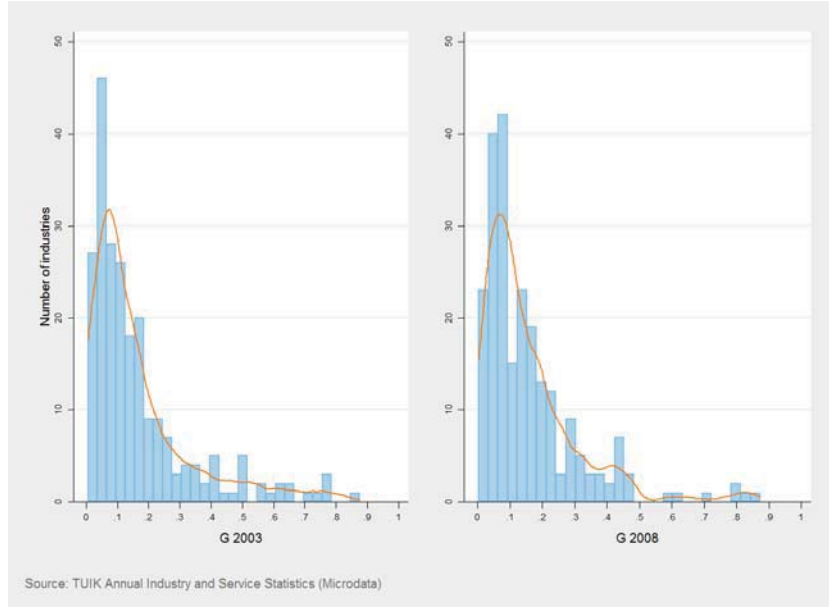 50
40
30
20
10
0
Number of industries
0 .1 .2 .3 .4 .5 .6 .7 .8 .9 1
G 2003
50
40
30
20
10
0
0 .1 .2 .3 .4 .5 .6 .7 .8 .9 1
G 2008
Source: TUIK Annual Industry and Service Statistics (Microdata)